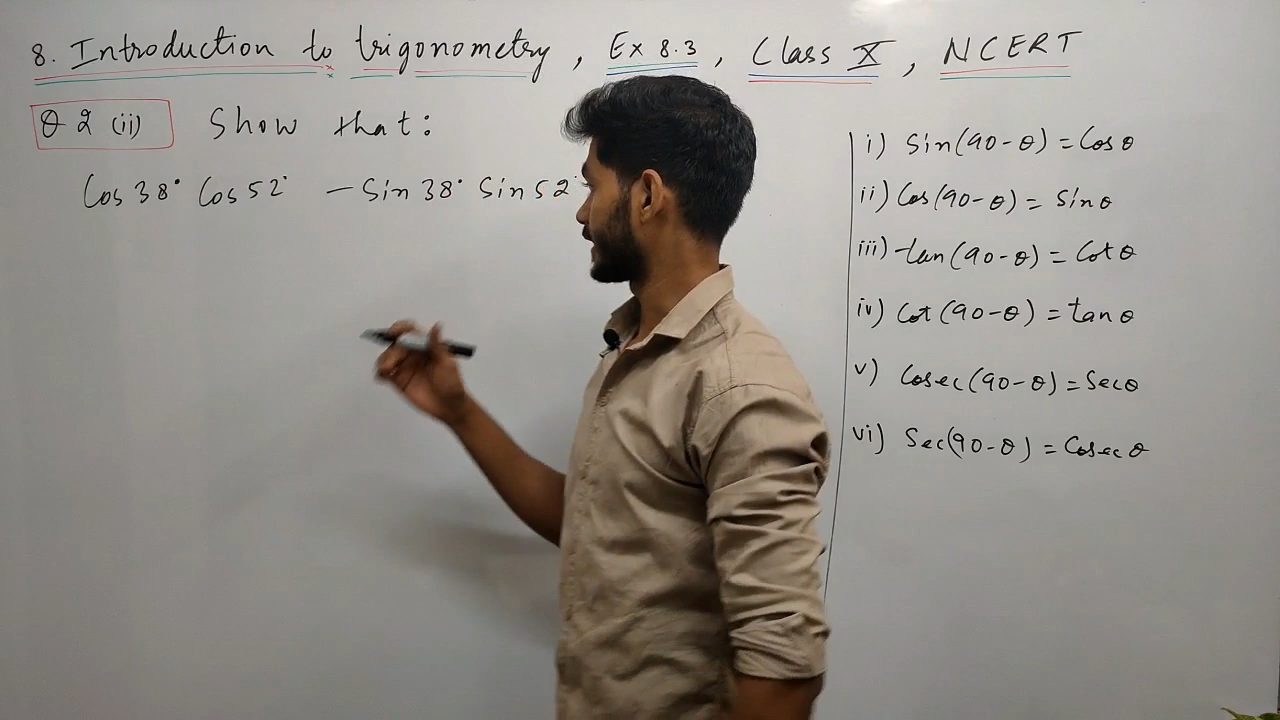 8. Introduction to trigonometry, Ex 8.3, Class X, NCERT
Q 2 (ii) Show that:
Cos 38° Cos 52° - Sin 38° Sin 52°
i) Sin(90-θ) = Cos θ
ii) Cos(90-θ) = Sin θ
iii) tan(90-θ) = Cot θ
iv) Cot(90-θ) = tan θ
v) Cosec(90-θ) = Sec θ
vi) Sec(90-θ) = Cosec θ